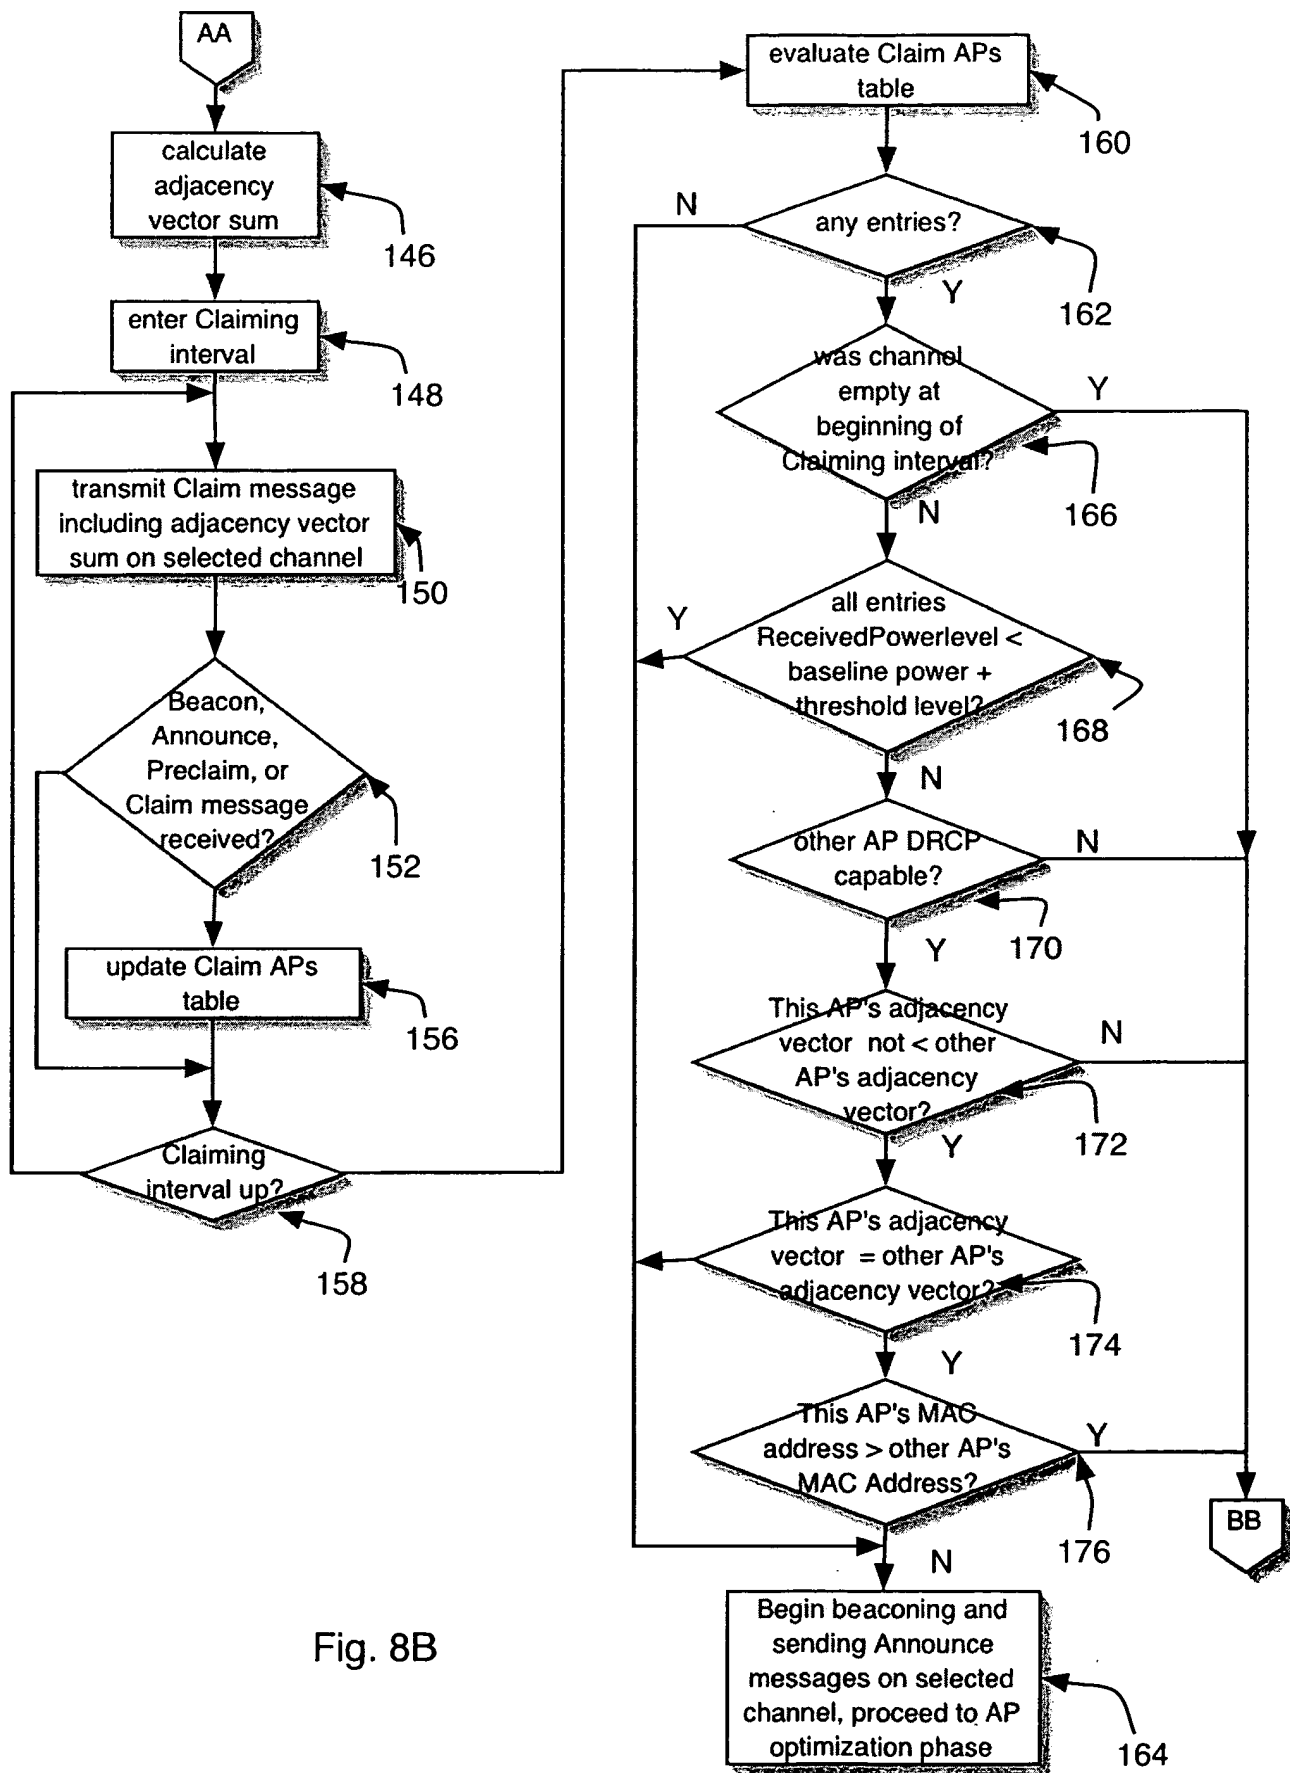 AA
calculate
adjacency
vector sum
146
enter Claiming
interval
148
transmit Claim message
including adjacency vector
sum on selected channel
150
Beacon,
Announce,
Preclaim, or
Claim message
received?
152
update Claim APs
table
156
Claiming
interval up?
158
evaluate Claim APs
table
160
any entries?
N
Y
162
was channel
empty at
beginning of
Claiming interval?
Y
N
166
all entries
ReceivedPowerlevel <
baseline power +
threshold level?
Y
N
168
other AP DRCP
capable?
N
Y
170
This AP's adjacency
vector not < other
AP's adjacency
vector?
N
Y
172
This AP's adjacency
vector = other AP's
adjacency vector?
Y
174
This AP's MAC
address > other AP's
MAC Address?
Y
N
176
BB
Begin beaconing and
sending Announce
messages on selected
channel, proceed to AP
optimization phase
164
Fig. 8B